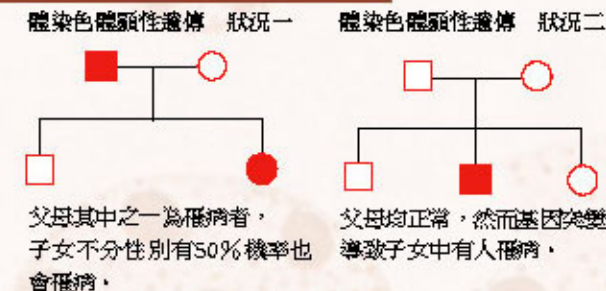 體染色體顯性遺傳 狀況一
父母其中之一為罹病者，
子女不分性別有50%機率也
會罹病。
體染色體顯性遺傳 狀況二
父母均正常，然而基因突變
導致子女中有人罹病。